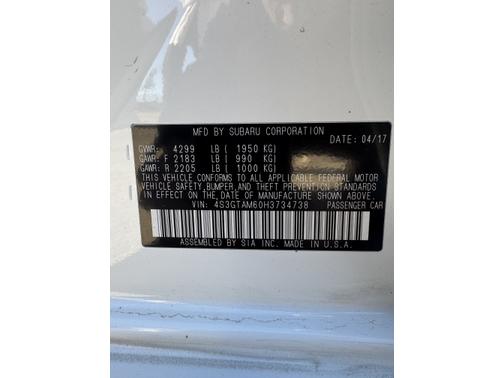 MFD BY SUBARU CORPORATION
DATE: 04/17
GVWR: 4299 LB ( 1950 KG)
GAWR: F 2183 LB ( 990 KG)
GAWR: R 2205 LB ( 1000 KG)
THIS VEHICLE CONFORMS TO ALL APPLICABLE FEDERAL MOTOR
VEHICLE SAFETY, BUMPER, AND THEFT PREVENTION STANDARDS
IN EFFECT ON THE DATE OF MANUFACTURE SHOWN ABOVE.
VIN: 4S3GTAM60H3734738 PASSENGER CAR
ASSEMBLED BY SIA INC. MADE IN U.S.A.